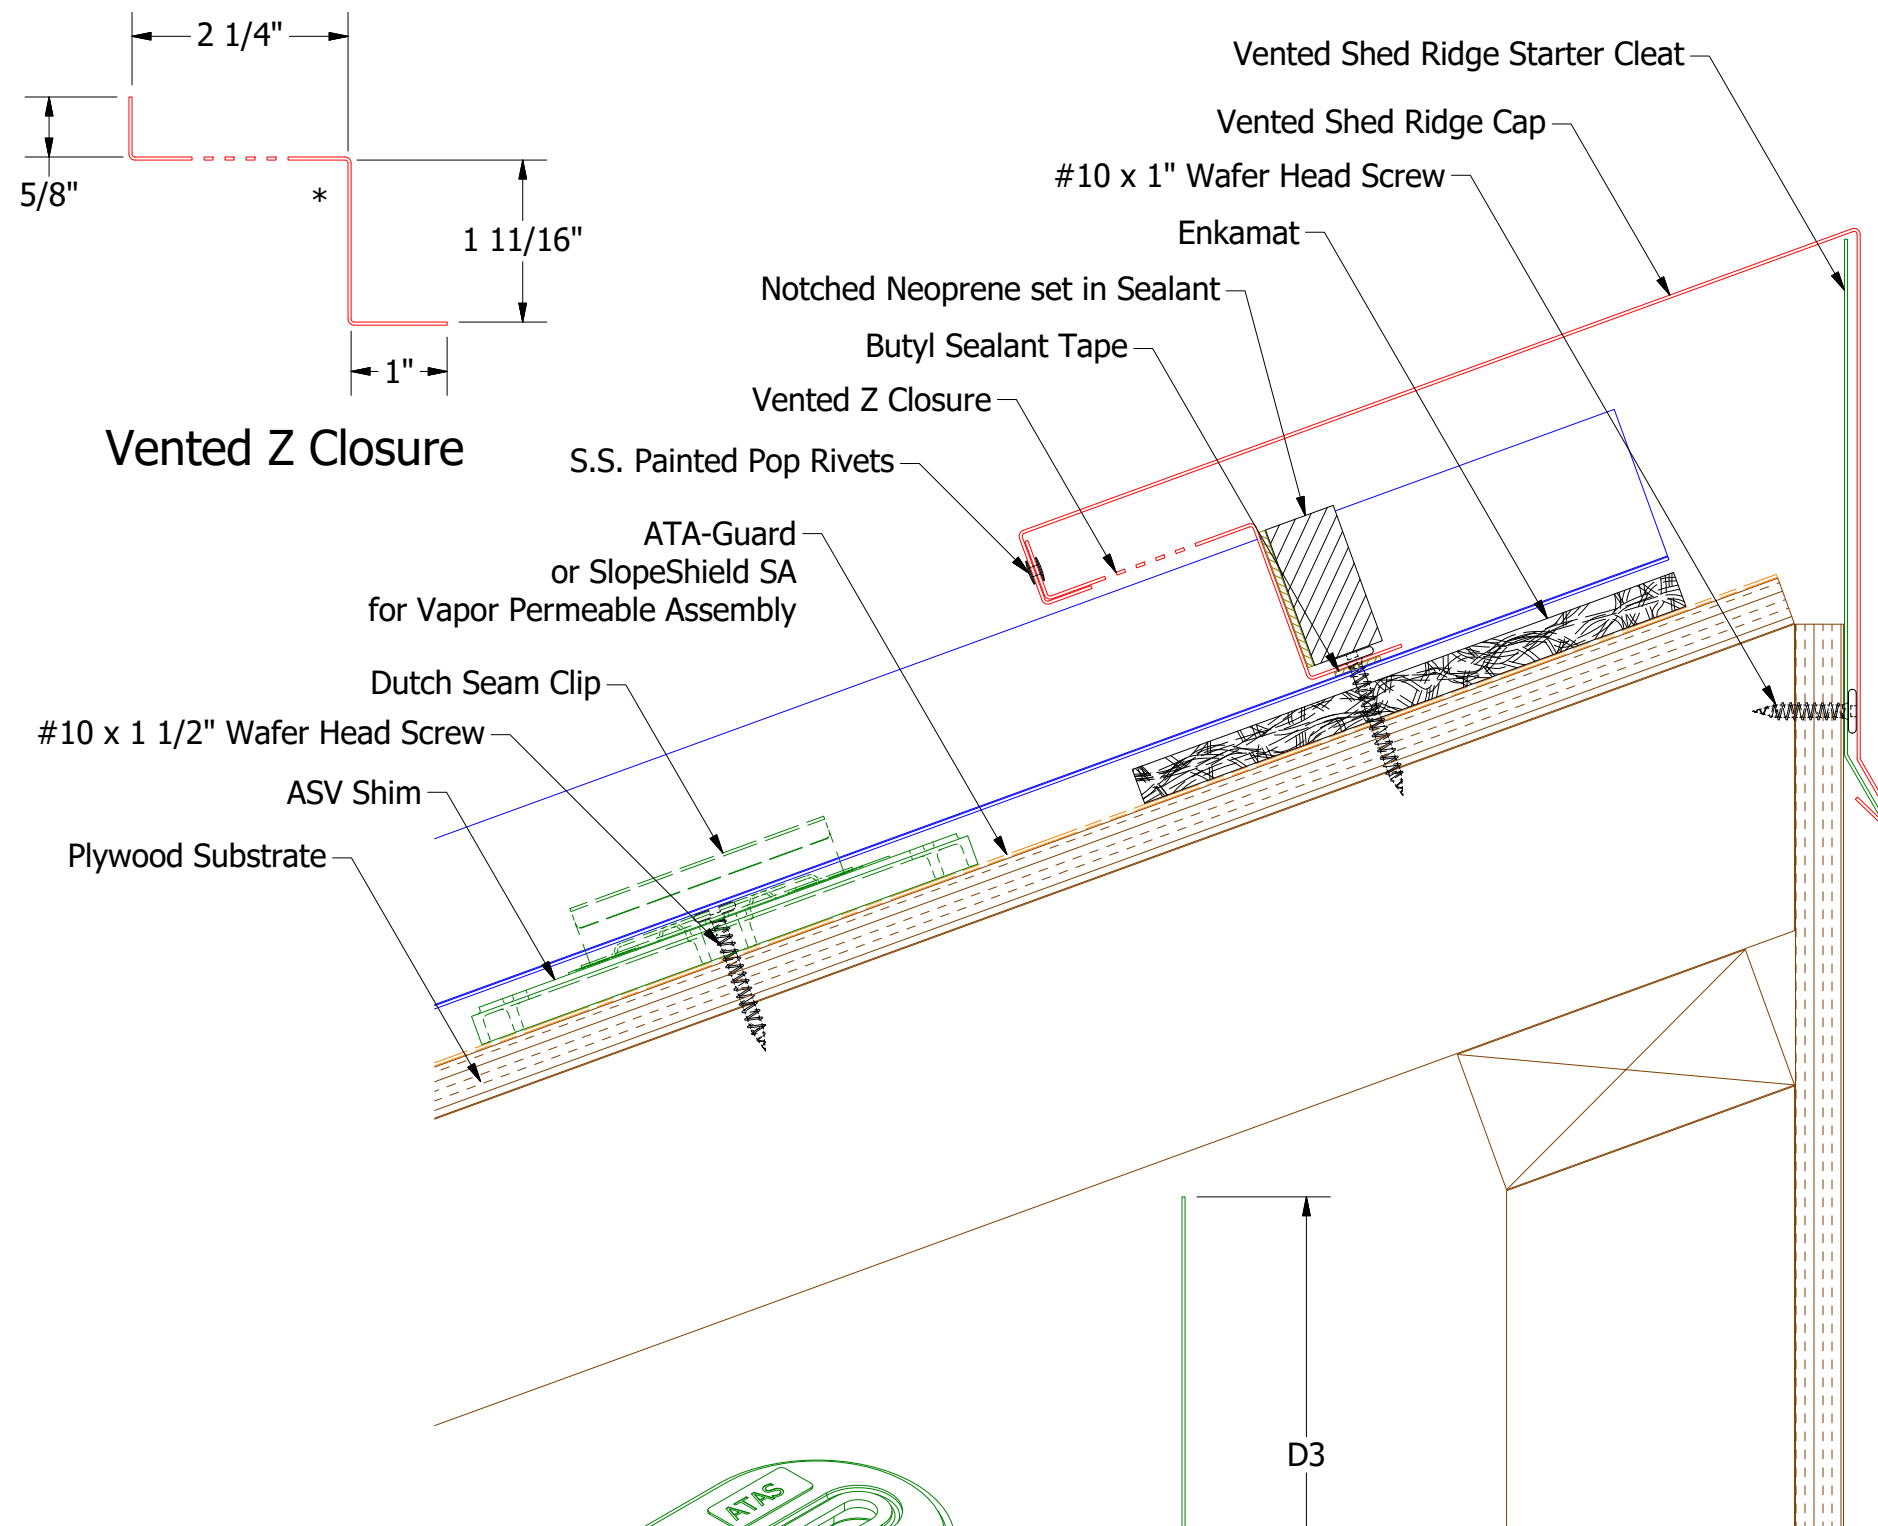 2 1/4"
5/8"
*
1 11/16"
1"
Vented Z Closure
Vented Shed Ridge Starter Cleat
Vented Shed Ridge Cap
#10 x 1" Wafer Head Screw
Enkamat
Notched Neoprene set in Sealant
Butyl Sealant Tape
Vented Z Closure
S.S. Painted Pop Rivets
ATA-Guard
or SlopeShield SA
for Vapor Permeable Assembly
Dutch Seam Clip
#10 x 1 1/2" Wafer Head Screw
ASV Shim
Plywood Substrate
D3
ATAS